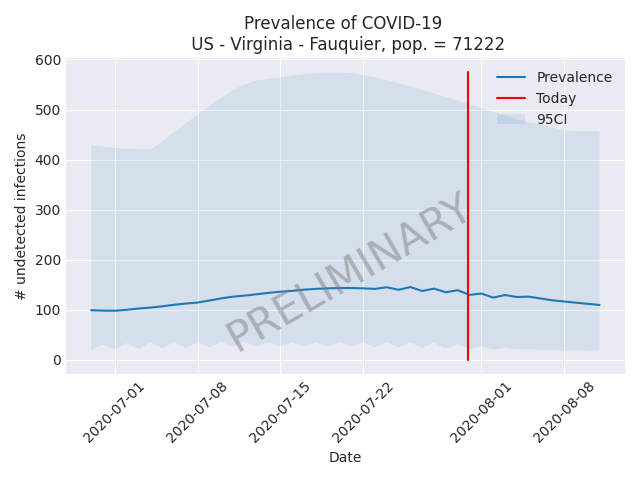 Prevalence of COVID-19
US - Virginia - Fauquier, pop. = 71222
600
500
400
300
200
100
0
# undetected infections
Prevalence
Today
95CI
PRELIMINARY
2020-07-01
2020-07-08
2020-07-15
2020-07-22
2020-08-01
2020-08-08
Date